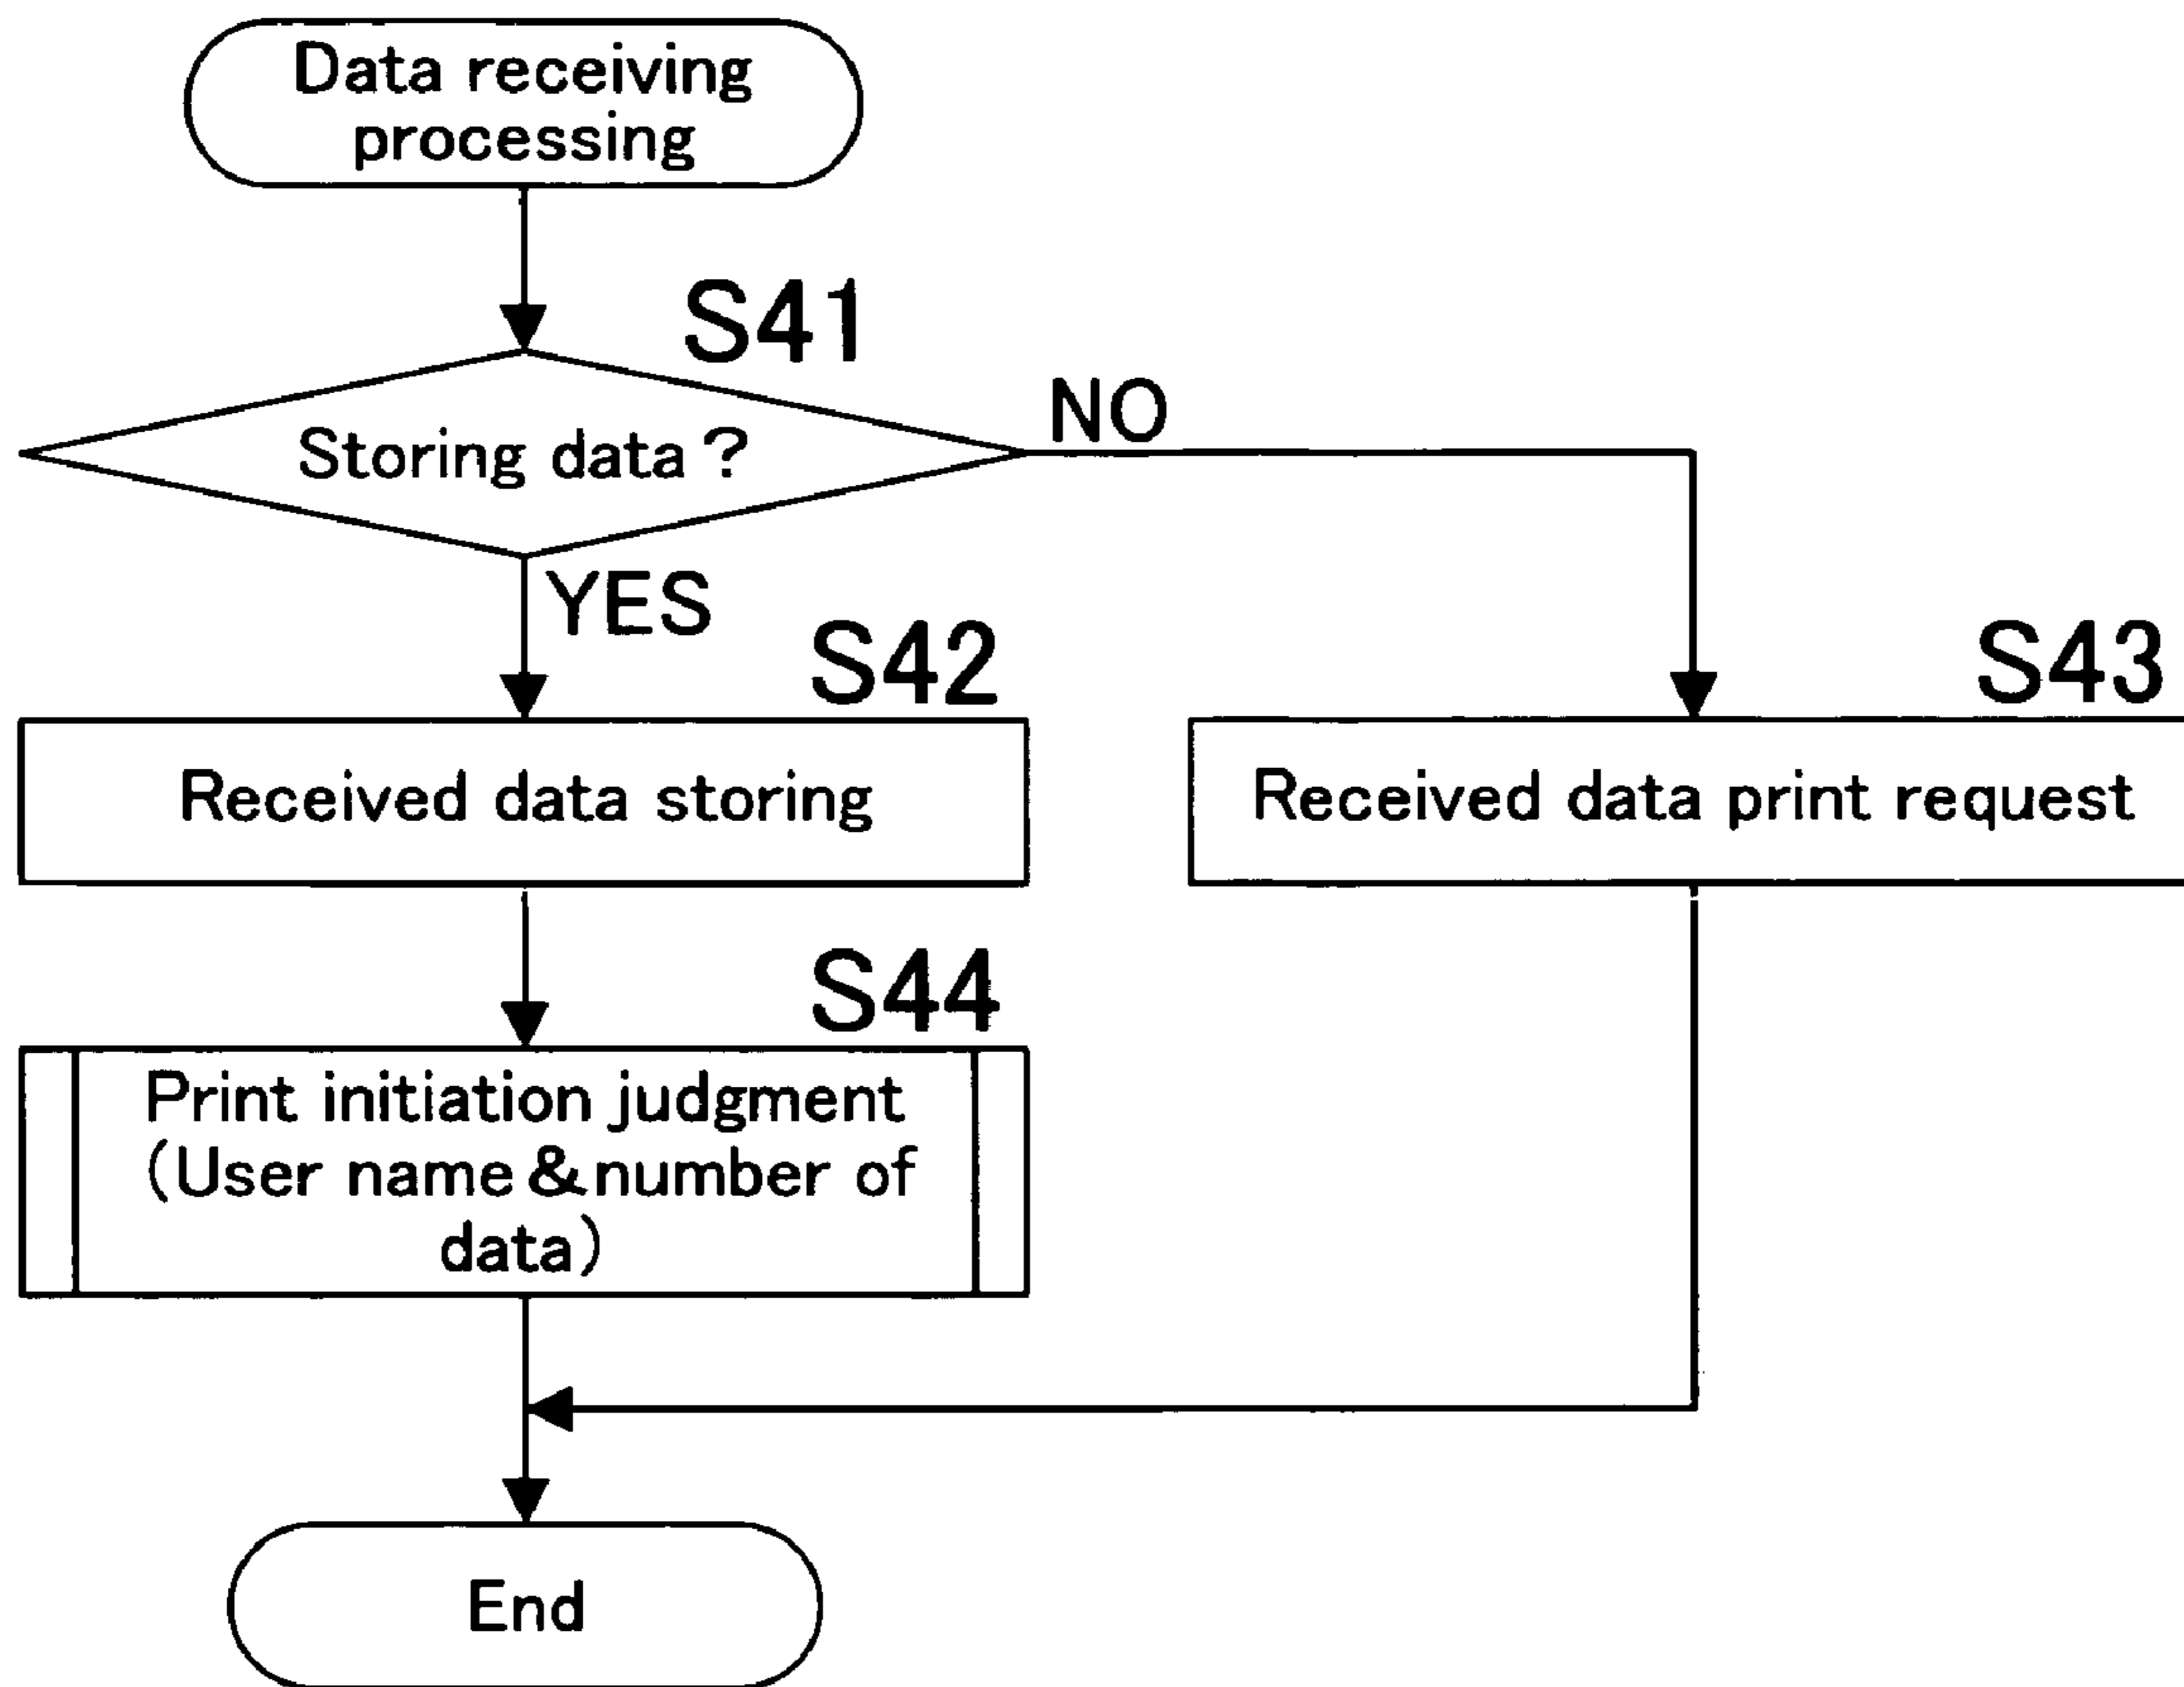 Data receiving
processing
S41
Storing data?
NO
YES
S42
Received data storing
S43
Received data print request
S44
Print initiation judgment
(User name & number of
data)
End